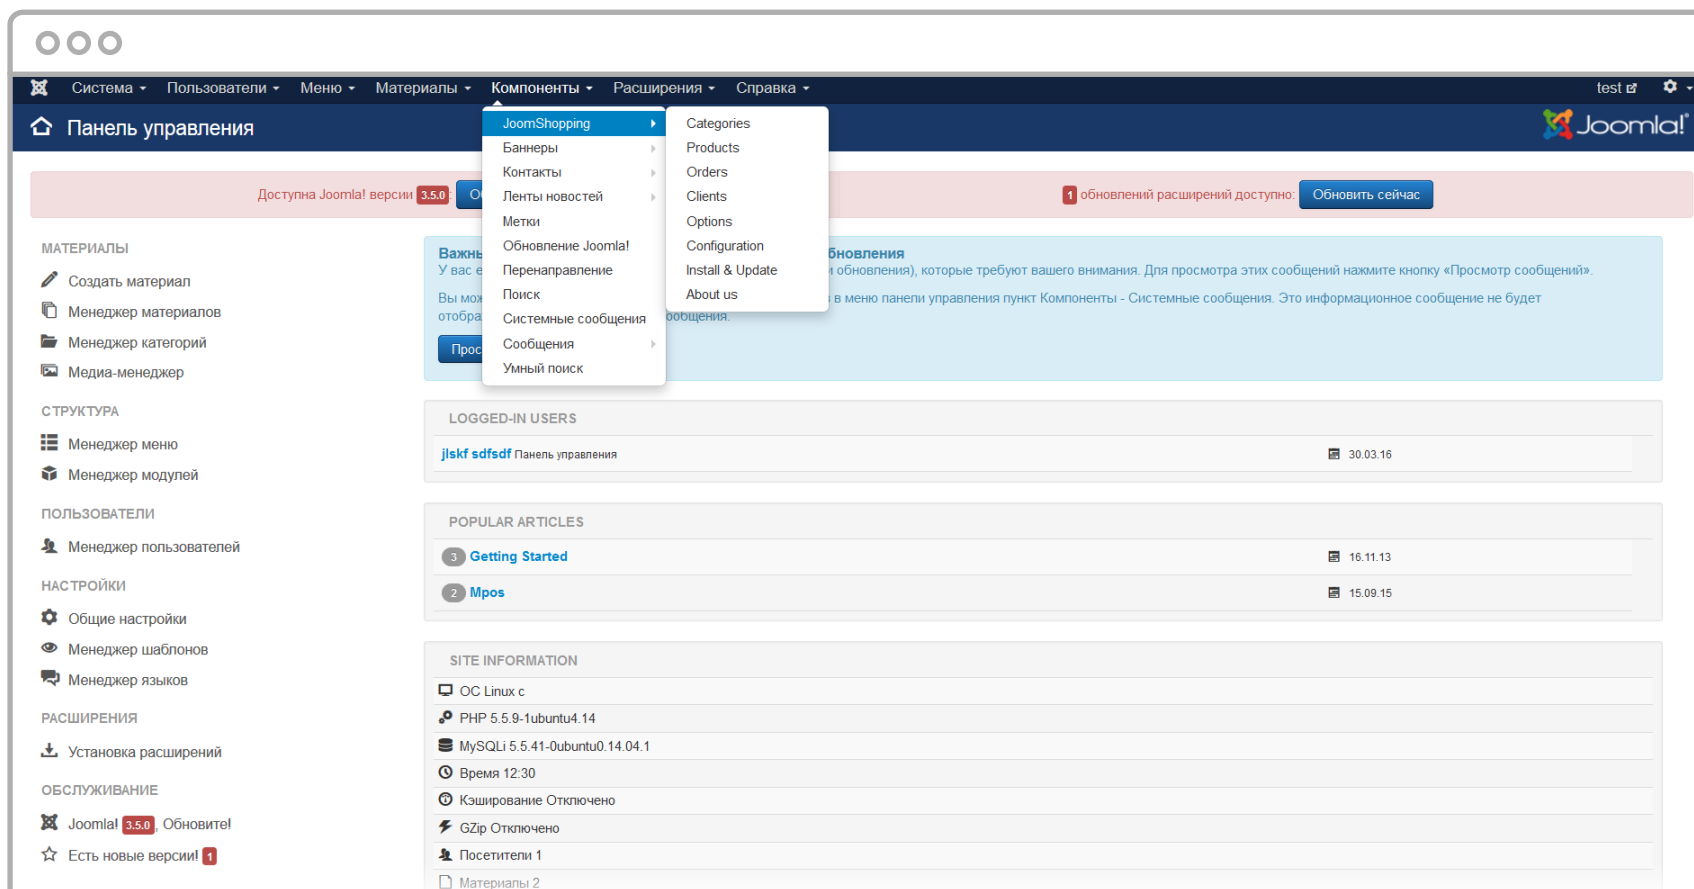 Система Пользователи Меню Материалы Компоненты Расширения Справка test
Панель управления
Joomla!
JoomShopping
Баннеры
Контакты
Ленты новостей
Метки
Обновление Joomla!
Перенаправление
Поиск
Системные сообщения
Сообщения
Умный поиск
Categories
Products
Orders
Clients
Options
Configuration
Install & Update
About us
Доступна Joomla! версии 3.5.0:
1 обновлений расширений доступно: Обновить сейчас
МАТЕРИАЛЫ
Создать материал
Менеджер материалов
Менеджер категорий
Медиа-менеджер
СТРУКТУРА
Менеджер меню
Менеджер модулей
ПОЛЬЗОВАТЕЛИ
Менеджер пользователей
НАСТРОЙКИ
Общие настройки
Менеджер шаблонов
Менеджер языков
РАСШИРЕНИЯ
Установка расширений
ОБСЛУЖИВАНИЕ
Joomla! 3.5.0, Обновите!
Есть новые версии! 1
У вас обновления), которые требуют вашего внимания. Для просмотра этих сообщений нажмите кнопку «Просмотр сообщений».
Вы в меню панели управления пункт Компоненты - Системные сообщения. Это информационное сообщение не будет
LOGGED-IN USERS
jlskf sdfsdf Панель управления 30.03.16
POPULAR ARTICLES
3 Getting Started 16.11.13
2 Mpos 15.09.15
SITE INFORMATION
ОС Linux c
PHP 5.5.9-1ubuntu4.14
MySQLi 5.5.41-0ubuntu0.14.04.1
Время 12:30
Кэширование Отключено
GZip Отключено
Посетители 1
Материалы 2